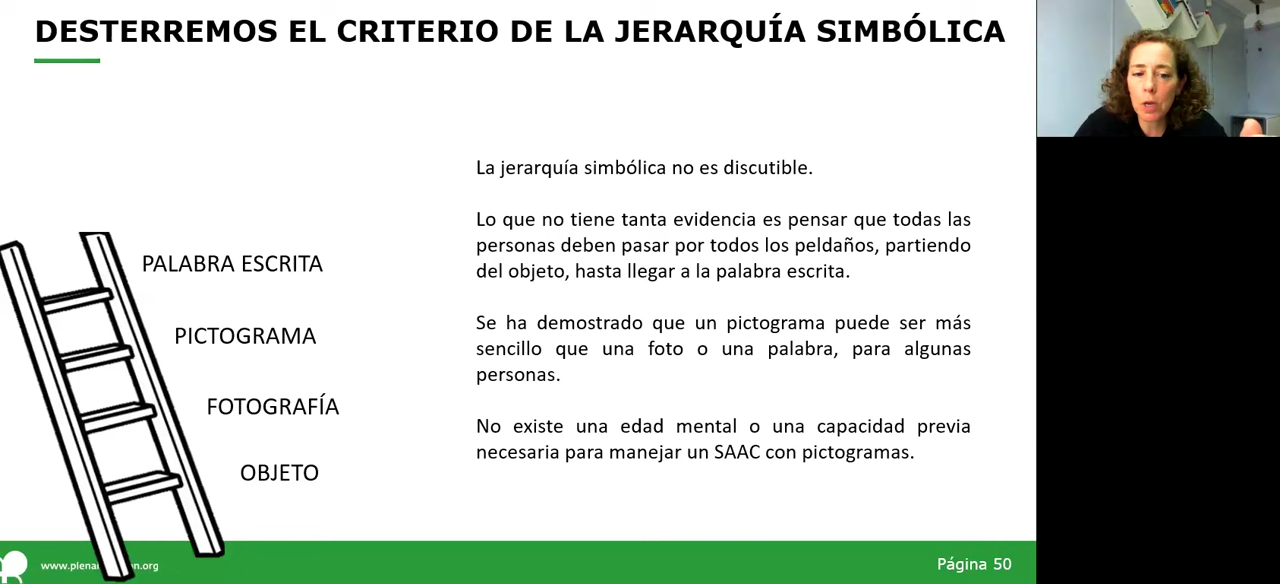 DESTERREMOS EL CRITERIO DE LA JERARQUÍA SIMBÓLICA
La jerarquía simbólica no es discutible.
Lo que no tiene tanta evidencia es pensar que todas las
personas deben pasar por todos los peldaños, partiendo
del objeto, hasta llegar a la palabra escrita.
Se ha demostrado que un pictograma puede ser más
sencillo que una foto o una palabra, para algunas
personas.
No existe una edad mental o una capacidad previa
necesaria para manejar un SAAC con pictogramas.
PALABRA ESCRITA
PICTOGRAMA
FOTOGRAFÍA
OBJETO
Página 50